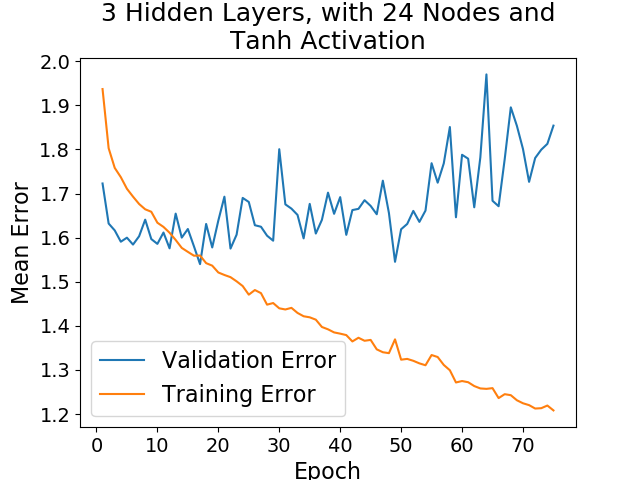 3 Hidden Layers, with 24 Nodes and
Tanh Activation
2.0
1.9
1.8
1.7
1.6
1.5
1.4
1.3
1.2
Mean Error
Validation Error
Training Error
0 10 20 30 40 50 60 70
Epoch